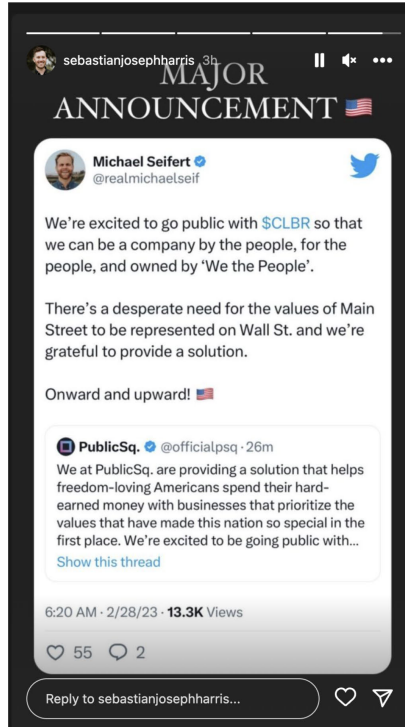 sebastianjosephharris 3h
MAJOR
ANNOUNCEMENT 🇺🇸
Michael Seifert
@realmichaelseif
We're excited to go public with $CLBR so that
we can be a company by the people, for the
people, and owned by ‘We the People’.
There's a desperate need for the values of Main
Street to be represented on Wall St. and we're
grateful to provide a solution.
Onward and upward! 🇺🇸
PublicSq. @officialpsq · 26m
We at PublicSq. are providing a solution that helps
freedom-loving Americans spend their hard-
earned money with businesses that prioritize the
values that have made this nation so special in the
first place. We're excited to be going public with...
Show this thread
6:20 AM · 2/28/23 · 13.3K Views
55 2
Reply to sebastianjosephharris...